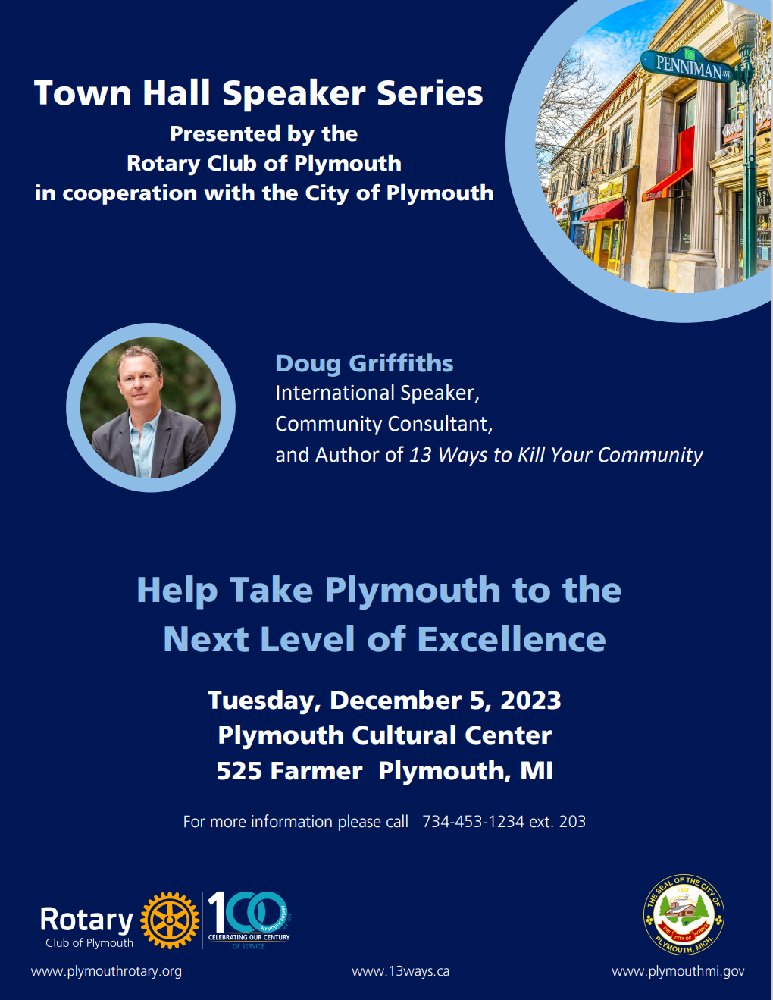 Town Hall Speaker Series
Presented by the
Rotary Club of Plymouth
in cooperation with the City of Plymouth
PENNIMAN AVE
Doug Griffiths
International Speaker,
Community Consultant,
and Author of 13 Ways to Kill Your Community
Help Take Plymouth to the
Next Level of Excellence
Tuesday, December 5, 2023
Plymouth Cultural Center
525 Farmer Plymouth, MI
For more information please call 734-453-1234 ext. 203
Rotary
Club of Plymouth
100
PLYMOUTH ROTARY
CELEBRATING OUR CENTURY
OF SERVICE
THE SEAL OF THE CITY OF
1825
THE CITY OF HOMES
PLYMOUTH, MICH.
www.plymouthrotary.org
www.13ways.ca
www.plymouthmi.gov